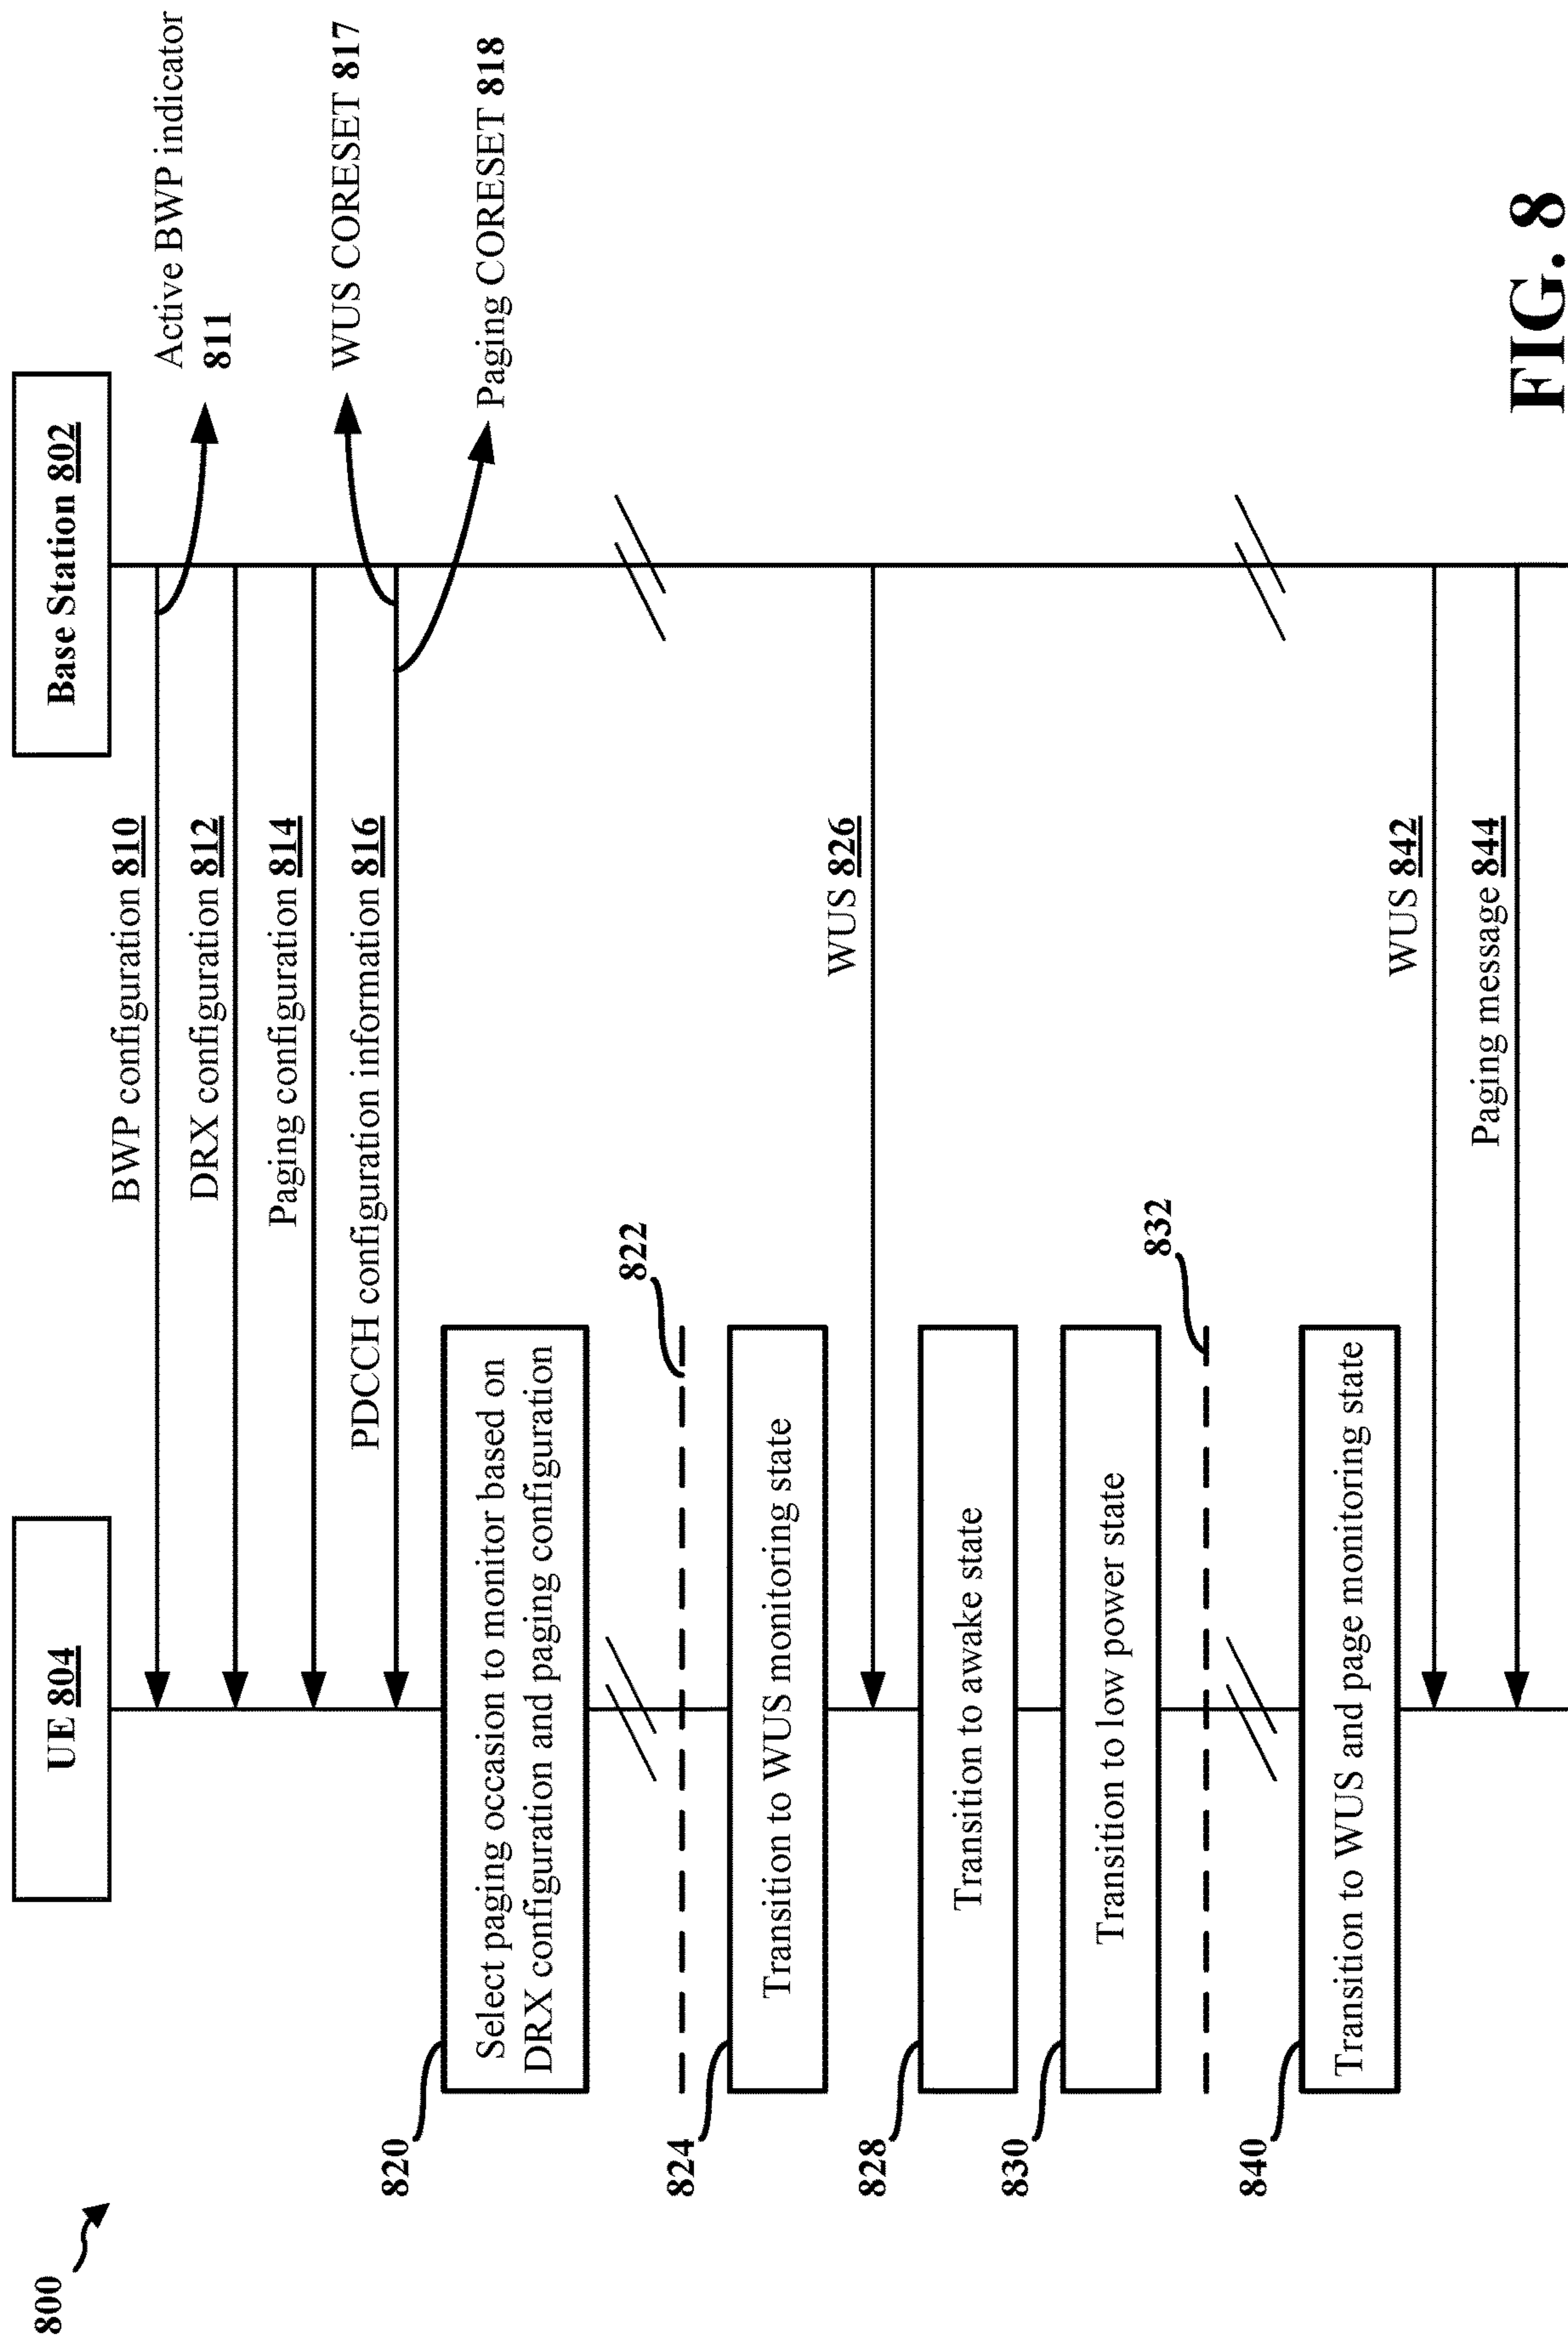 800
UE 804
Base Station 802
BWP configuration 810
Active BWP indicator
811
DRX configuration 812
Paging configuration 814
PDCCH configuration information 816
WUS CORESET 817
Paging CORESET 818
820
Select paging occasion to monitor based on
DRX configuration and paging configuration
822
824
Transition to WUS monitoring state
WUS 826
828
Transition to awake state
830
Transition to low power state
832
840
Transition to WUS and page monitoring state
WUS 842
Paging message 844
FIG. 8